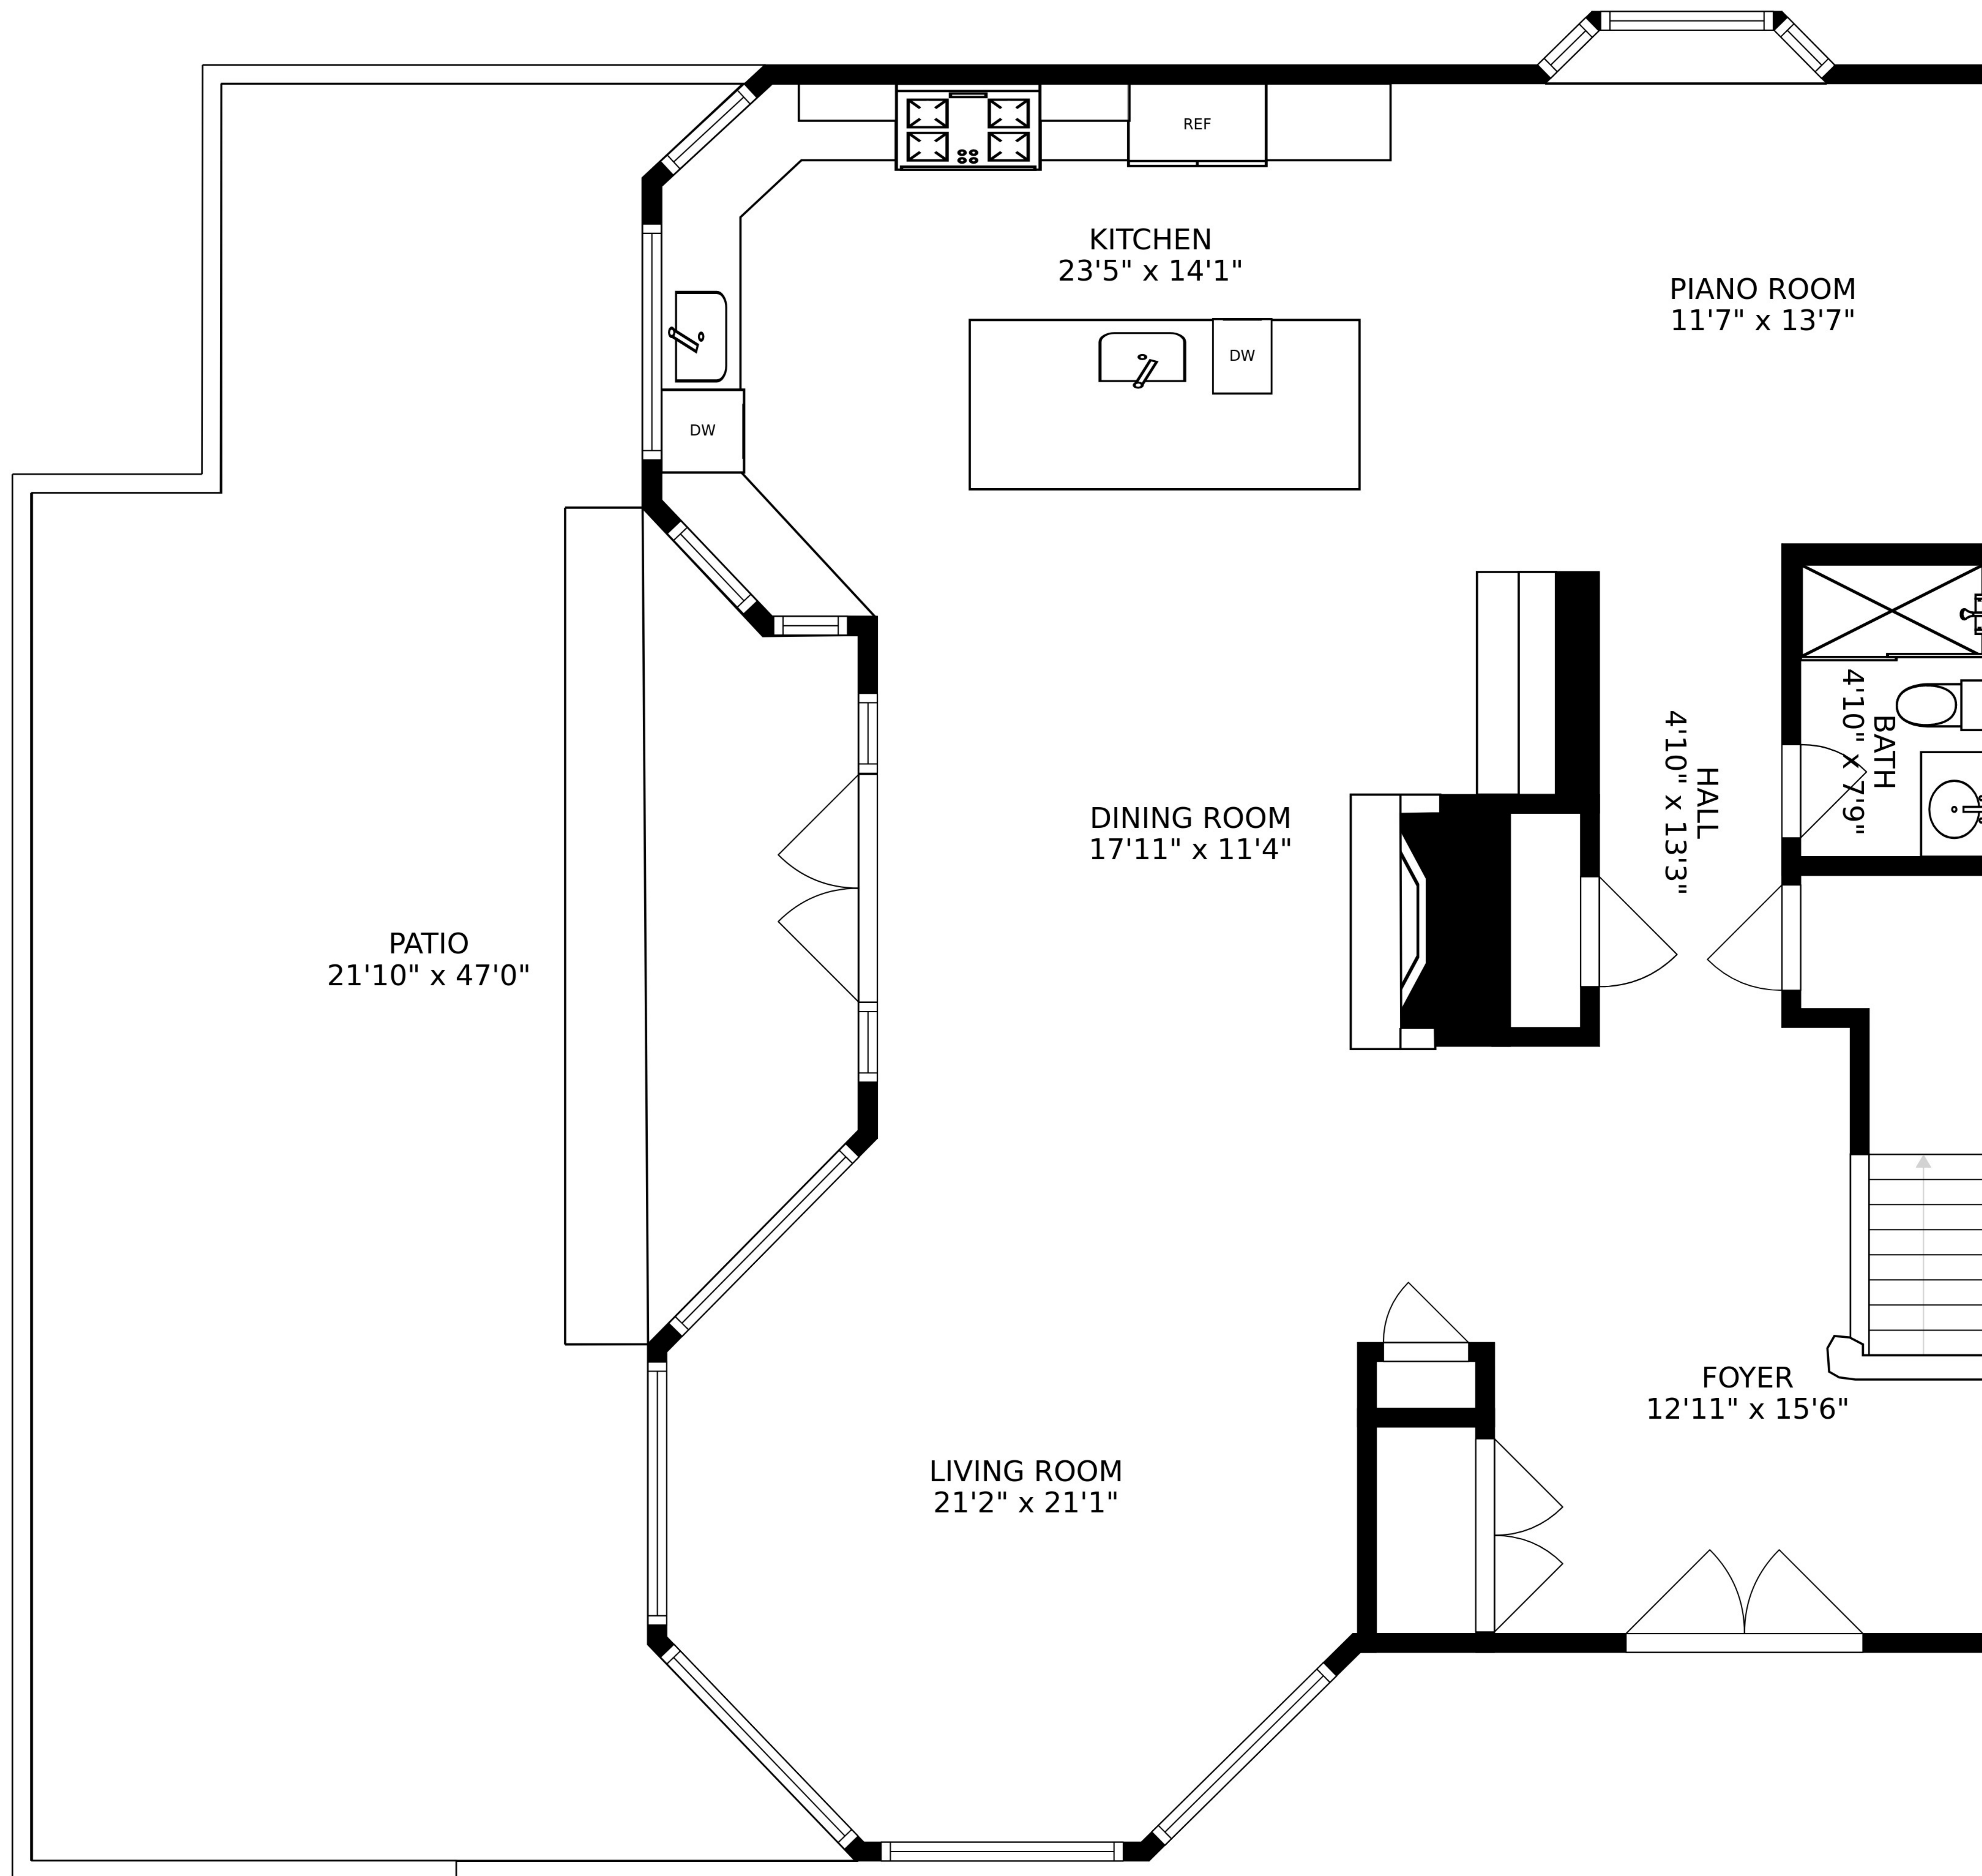 REF
KITCHEN
23'5" x 14'1"
PIANO ROOM
11'7" x 13'7"
DW
DW
BATH
4'10" x 7'9"
HALL
4'10" x 13'3"
DINING ROOM
17'11" x 11'4"
PATIO
21'10" x 47'0"
FOYER
12'11" x 15'6"
LIVING ROOM
21'2" x 21'1"